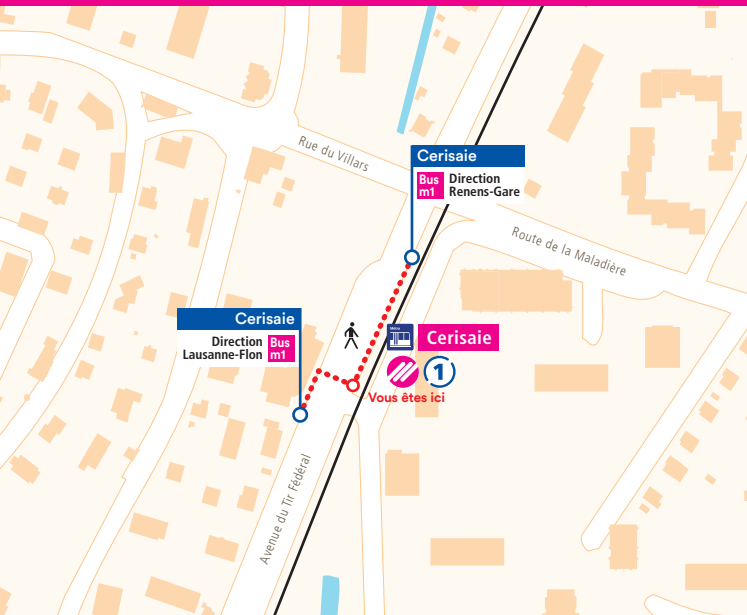 Rue du Villars
Cerisaie
Bus
m1
Direction
Renens-Gare
Route de la Maladière
Cerisaie
Direction
Lausanne-Flon
Bus
m1
Métro
Cerisaie
1
Vous êtes ici
Avenue du Tir Fédéral